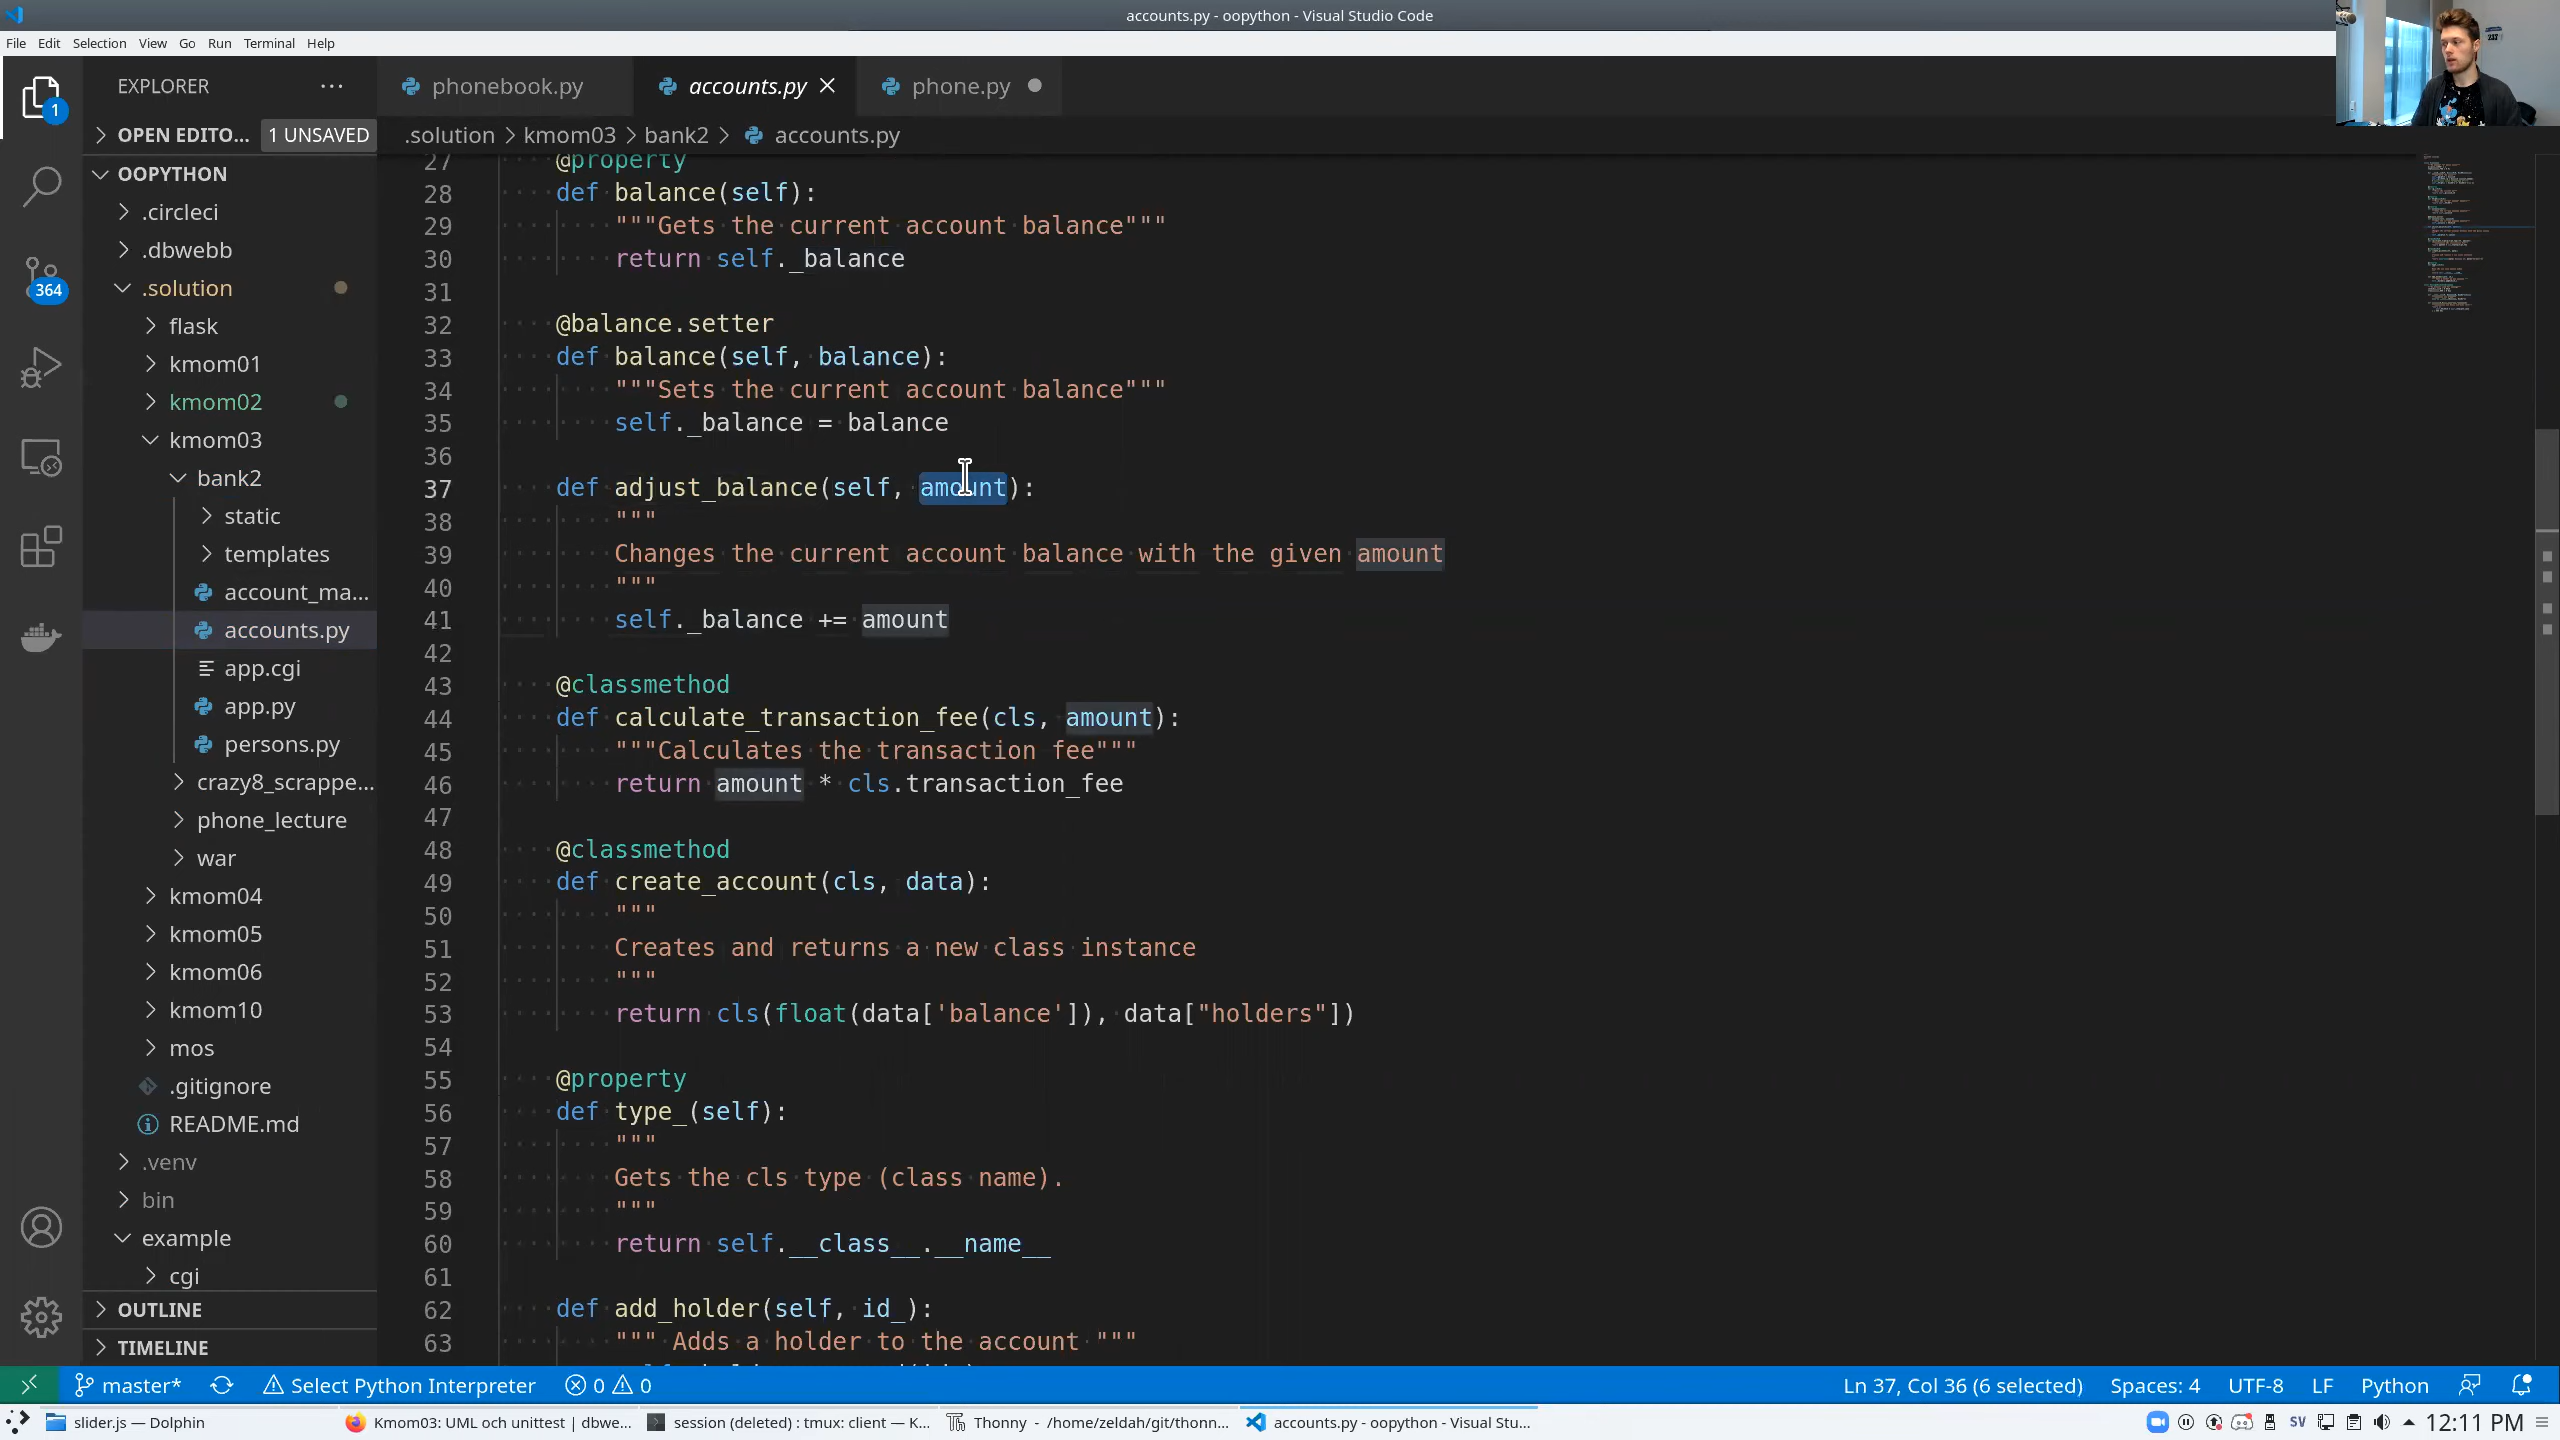 accounts.py - oopython - Visual Studio Code
File Edit Selection View Go Run Terminal Help
EXPLORER ···
phonebook.py accounts.py phone.py
OPEN EDITO... 1 UNSAVED
.solution > kmom03 > bank2 > accounts.py
1
364
OOPYTHON
.circleci
.dbwebb
.solution
flask
kmom01
kmom02
kmom03
bank2
static
templates
account_ma...
accounts.py
app.cgi
app.py
persons.py
crazy8_scrappe...
phone_lecture
war
kmom04
kmom05
kmom06
kmom10
mos
.gitignore
README.md
.venv
bin
example
cgi
OUTLINE
TIMELINE
27 @property
28 def balance(self):
29 """Gets the current account balance"""
30 return self._balance
31
32 @balance.setter
33 def balance(self, balance):
34 """Sets the current account balance"""
35 self._balance = balance
36
37 def adjust_balance(self, amount):
38 """
39 Changes the current account balance with the given amount
40 """
41 self._balance += amount
42
43 @classmethod
44 def calculate_transaction_fee(cls, amount):
45 """Calculates the transaction fee"""
46 return amount * cls.transaction_fee
47
48 @classmethod
49 def create_account(cls, data):
50 """
51 Creates and returns a new class instance
52 """
53 return cls(float(data['balance']), data["holders"])
54
55 @property
56 def type_(self):
57 """
58 Gets the cls type (class name).
59 """
60 return self.__class__.__name__
61
62 def add_holder(self, id_):
63 """ Adds a holder to the account """
master* Select Python Interpreter 0 0 Ln 37, Col 36 (6 selected) Spaces: 4 UTF-8 LF Python
slider.js — Dolphin Kmom03: UML och unittest | dbwe... session (deleted) : tmux: client — K... Thonny - /home/zeldah/git/thonn... accounts.py - oopython - Visual Stu... SV 12:11 PM